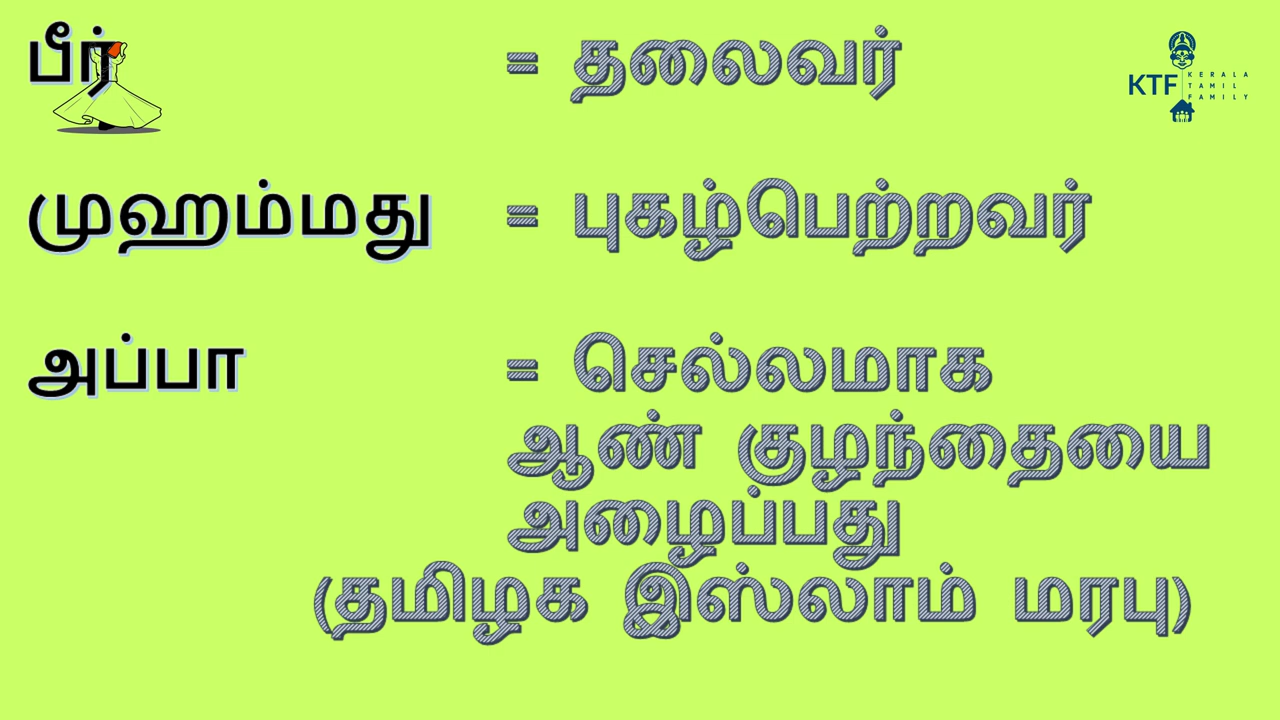 பீர் = தலைவர்
KTF KERALA TAMIL FAMILY
முஹம்மது = புகழ்பெற்றவர்
அப்பா = செல்லமாக
ஆண் குழந்தையை
அழைப்பது
(தமிழக இஸ்லாம் மரபு)